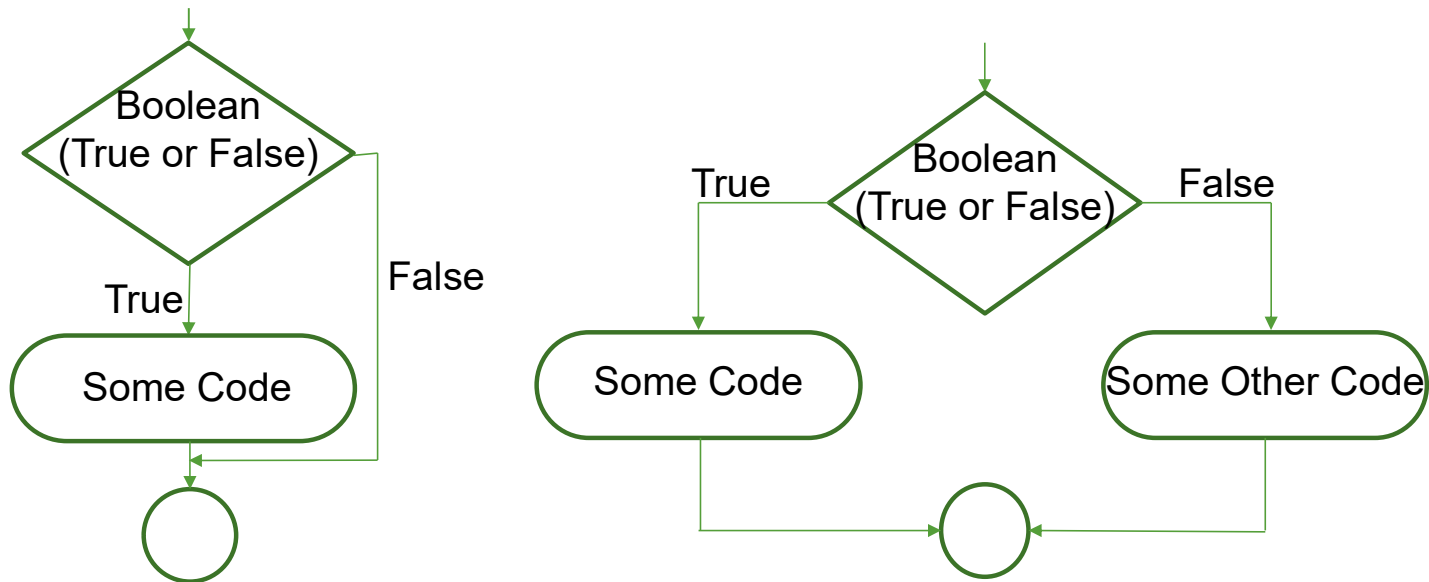 Boolean
(True or False)
True
False
Some Code
Boolean
(True or False)
True
False
Some Code
Some Other Code